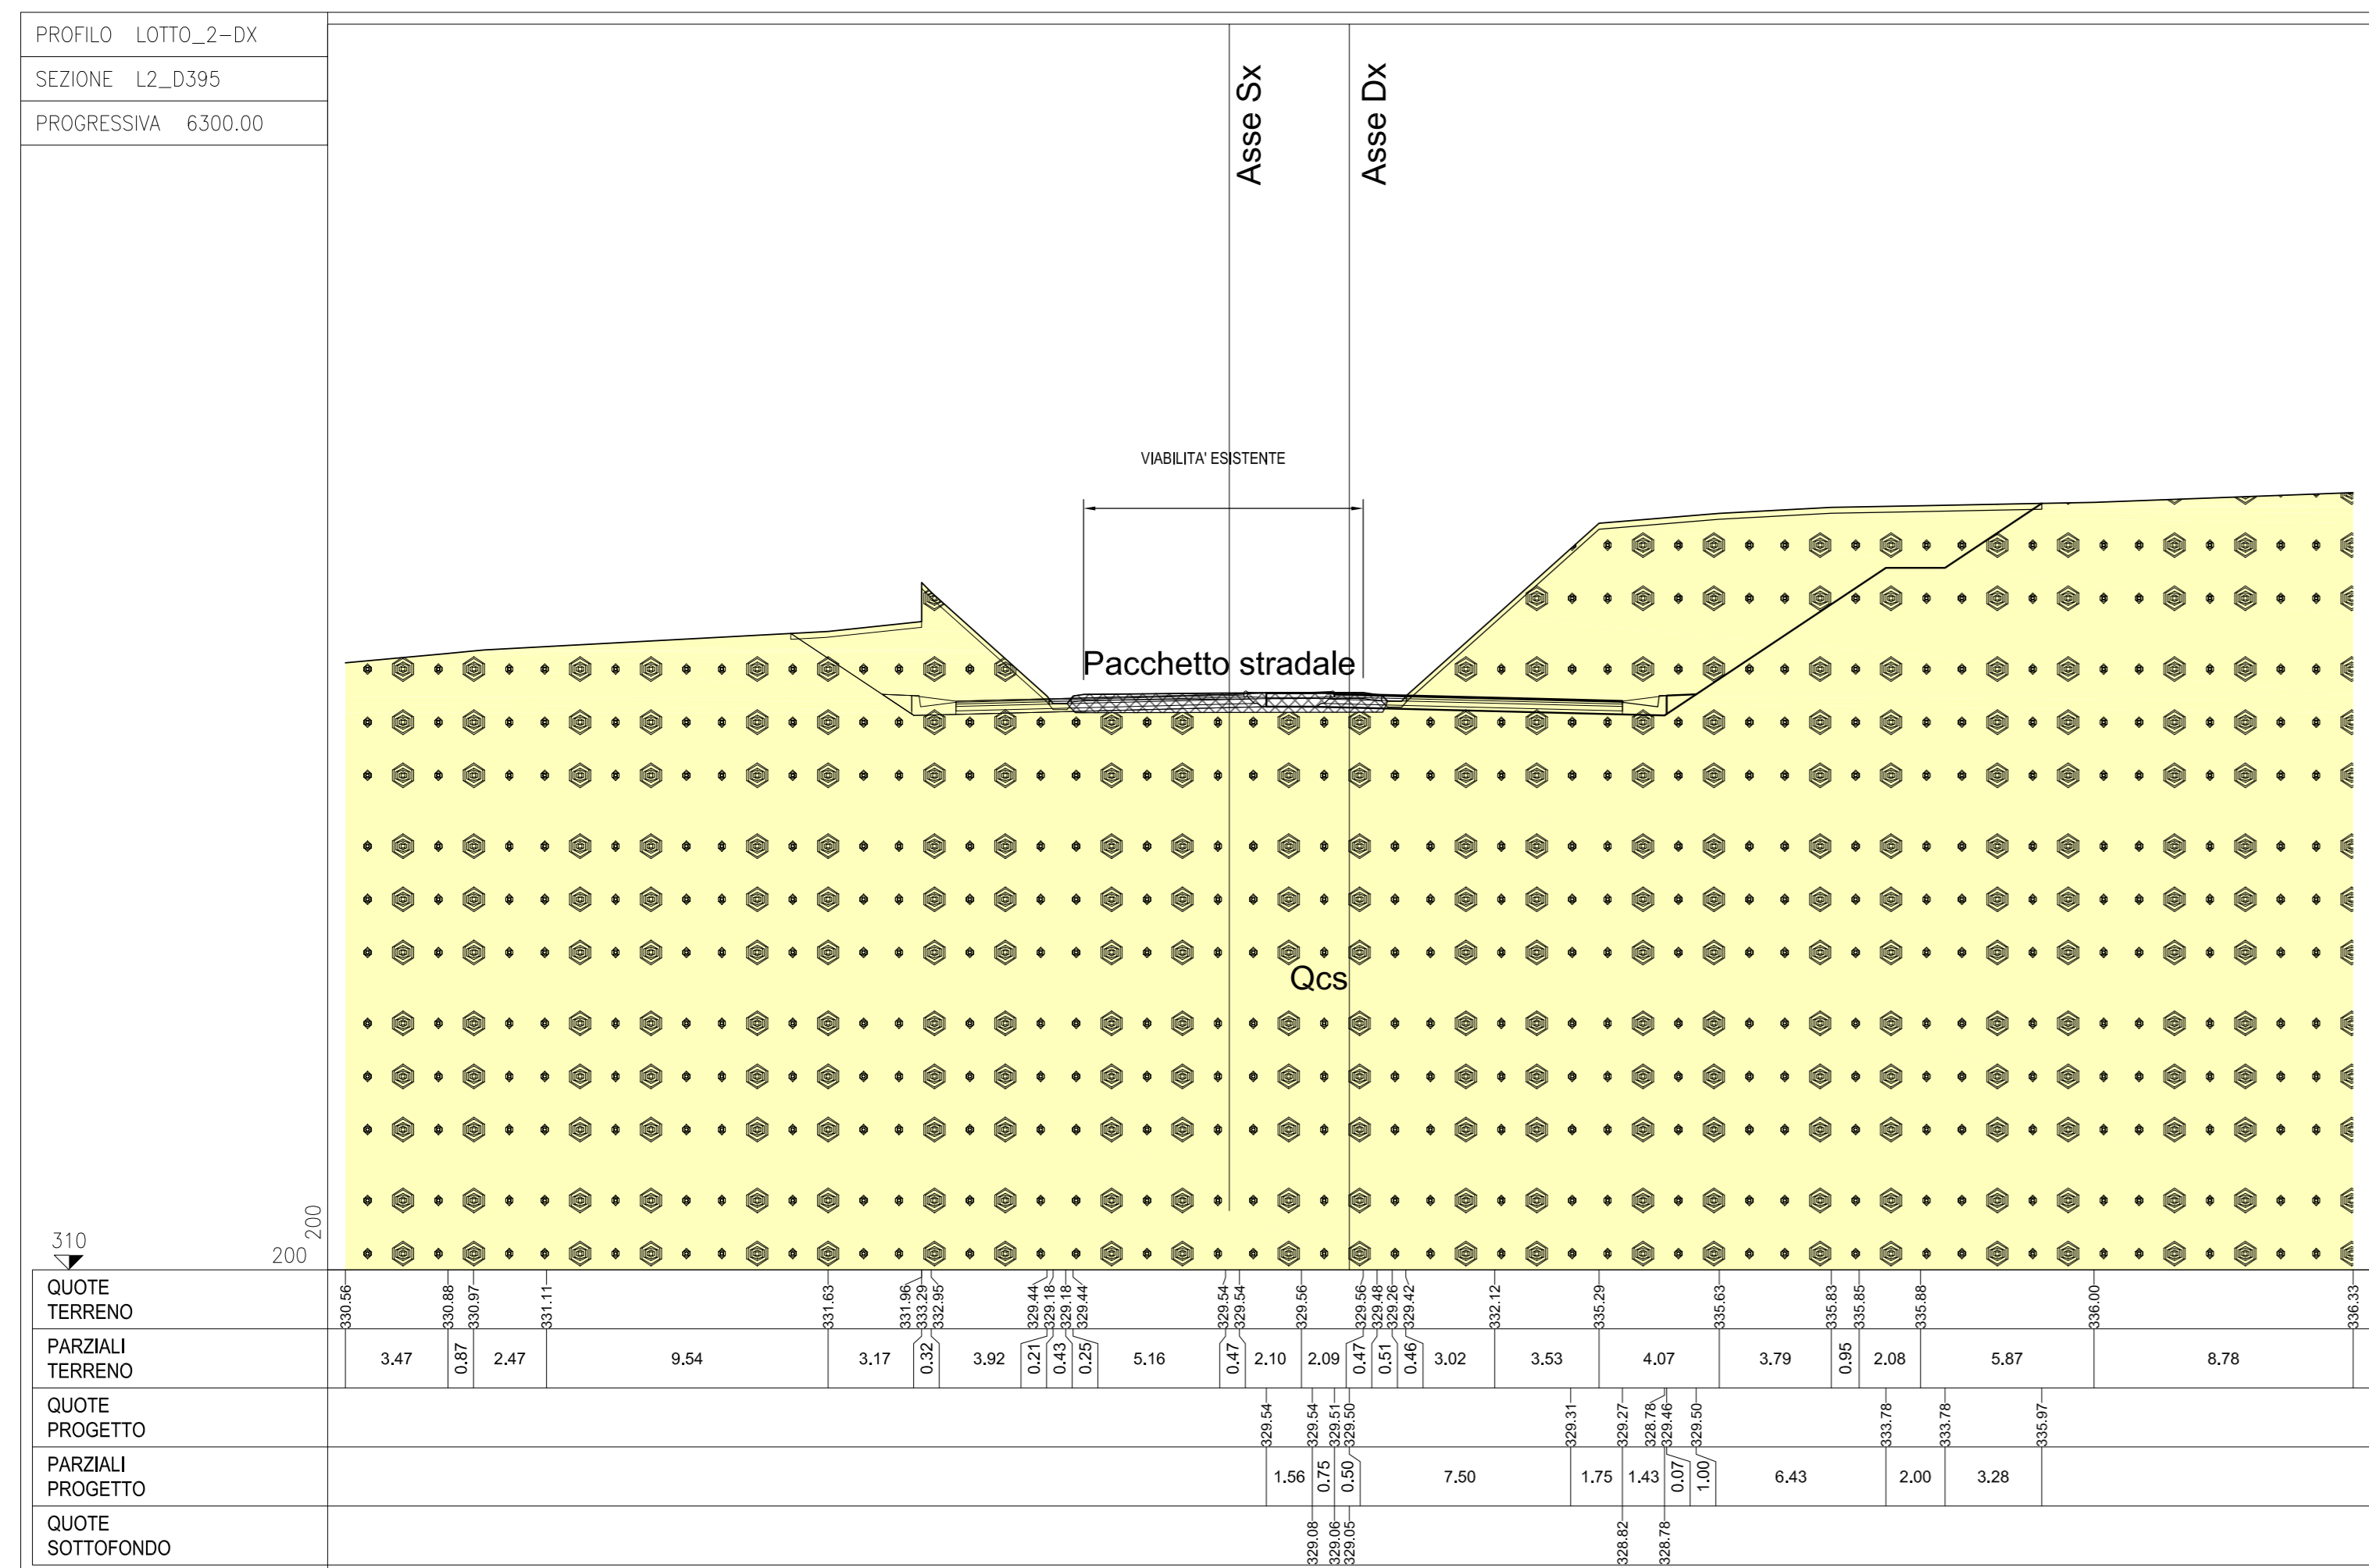 PROFILO LOTTO_2-DX
SEZIONE L2_D395
PROGRESSIVA 6300.00
Asse Sx
Asse Dx
VIABILITA' ESISTENTE
Pacchetto stradale
Qcs
310
200
200
QUOTE
TERRENO
330.56 330.88 330.97 331.11 331.63 331.96 333.29 332.95 329.44 329.18 329.18 329.44 329.54 329.54 329.56 329.56 329.48 329.26 329.42 332.12 335.29 335.63 335.83 335.85 335.88 336.00 336.33
PARZIALI
TERRENO
3.47 0.87 2.47 9.54 3.17 0.32 3.92 0.21 0.43 0.25 5.16 0.47 2.10 2.09 0.47 0.51 0.46 3.02 3.53 4.07 3.79 0.95 2.08 5.87 8.78
QUOTE
PROGETTO
329.54 329.54 329.51 329.50 329.31 329.27 328.78 329.46 329.50 333.78 333.78 335.97
PARZIALI
PROGETTO
1.56 0.75 0.50 7.50 1.75 1.43 0.07 1.00 6.43 2.00 3.28
QUOTE
SOTTOFONDO
329.08 329.06 329.05 328.82 328.78